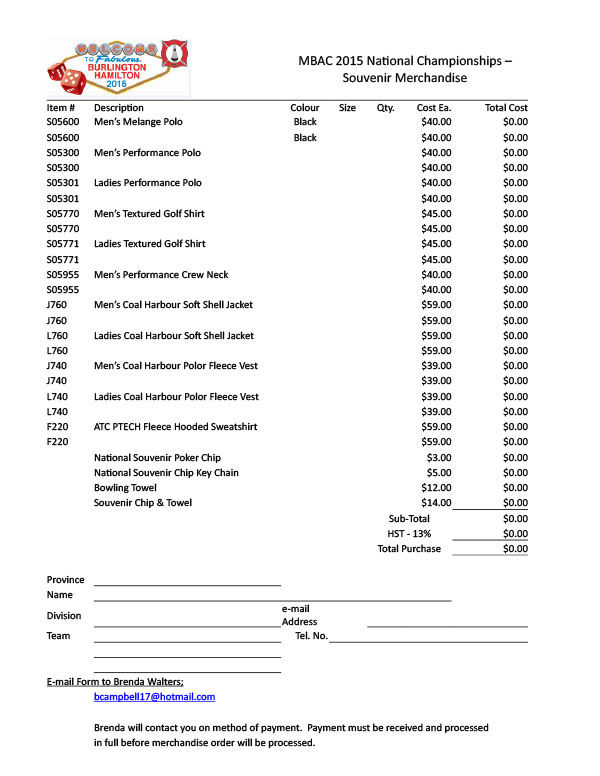 WELCOME
TO Fabulous
BURLINGTON
HAMILTON
2015
MBAC 2015 National Championships –
Souvenir Merchandise
Item # Description Colour Size Qty. Cost Ea. Total Cost
S05600 Men's Melange Polo Black $40.00 $0.00
S05600 Black $40.00 $0.00
S05300 Men's Performance Polo $40.00 $0.00
S05300 $40.00 $0.00
S05301 Ladies Performance Polo $40.00 $0.00
S05301 $40.00 $0.00
S05770 Men's Textured Golf Shirt $45.00 $0.00
S05770 $45.00 $0.00
S05771 Ladies Textured Golf Shirt $45.00 $0.00
S05771 $45.00 $0.00
S05955 Men's Performance Crew Neck $40.00 $0.00
S05955 $40.00 $0.00
J760 Men's Coal Harbour Soft Shell Jacket $59.00 $0.00
J760 $59.00 $0.00
L760 Ladies Coal Harbour Soft Shell Jacket $59.00 $0.00
L760 $59.00 $0.00
J740 Men's Coal Harbour Polor Fleece Vest $39.00 $0.00
J740 $39.00 $0.00
L740 Ladies Coal Harbour Polor Fleece Vest $39.00 $0.00
L740 $39.00 $0.00
F220 ATC PTECH Fleece Hooded Sweatshirt $59.00 $0.00
F220 $59.00 $0.00
National Souvenir Poker Chip $3.00 $0.00
National Souvenir Chip Key Chain $5.00 $0.00
Bowling Towel $12.00 $0.00
Souvenir Chip & Towel $14.00 $0.00
Sub-Total $0.00
HST - 13% $0.00
Total Purchase $0.00
Province
Name
Division e-mail Address
Team Tel. No.
E-mail Form to Brenda Walters;
bcampbell17@hotmail.com
Brenda will contact you on method of payment. Payment must be received and processed
in full before merchandise order will be processed.